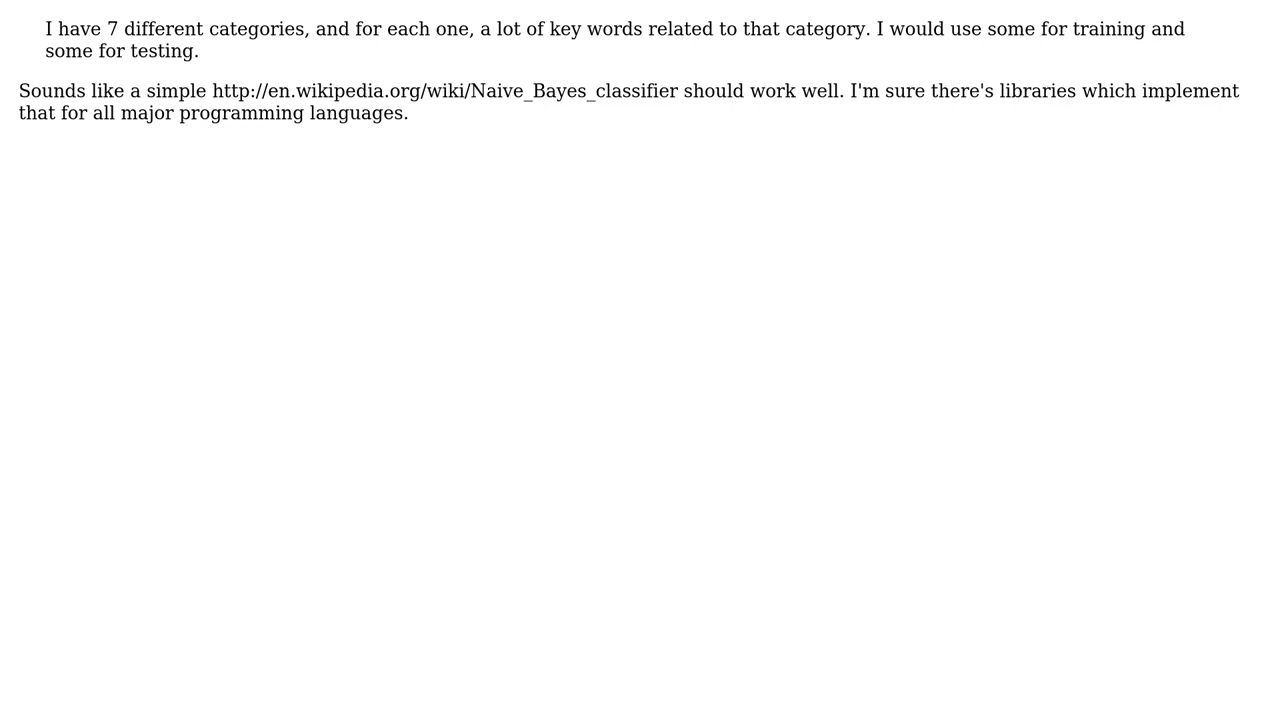 I have 7 different categories, and for each one, a lot of key words related to that category. I would use some for training and
some for testing.
Sounds like a simple http://en.wikipedia.org/wiki/Naive_Bayes_classifier should work well. I'm sure there's libraries which implement
that for all major programming languages.